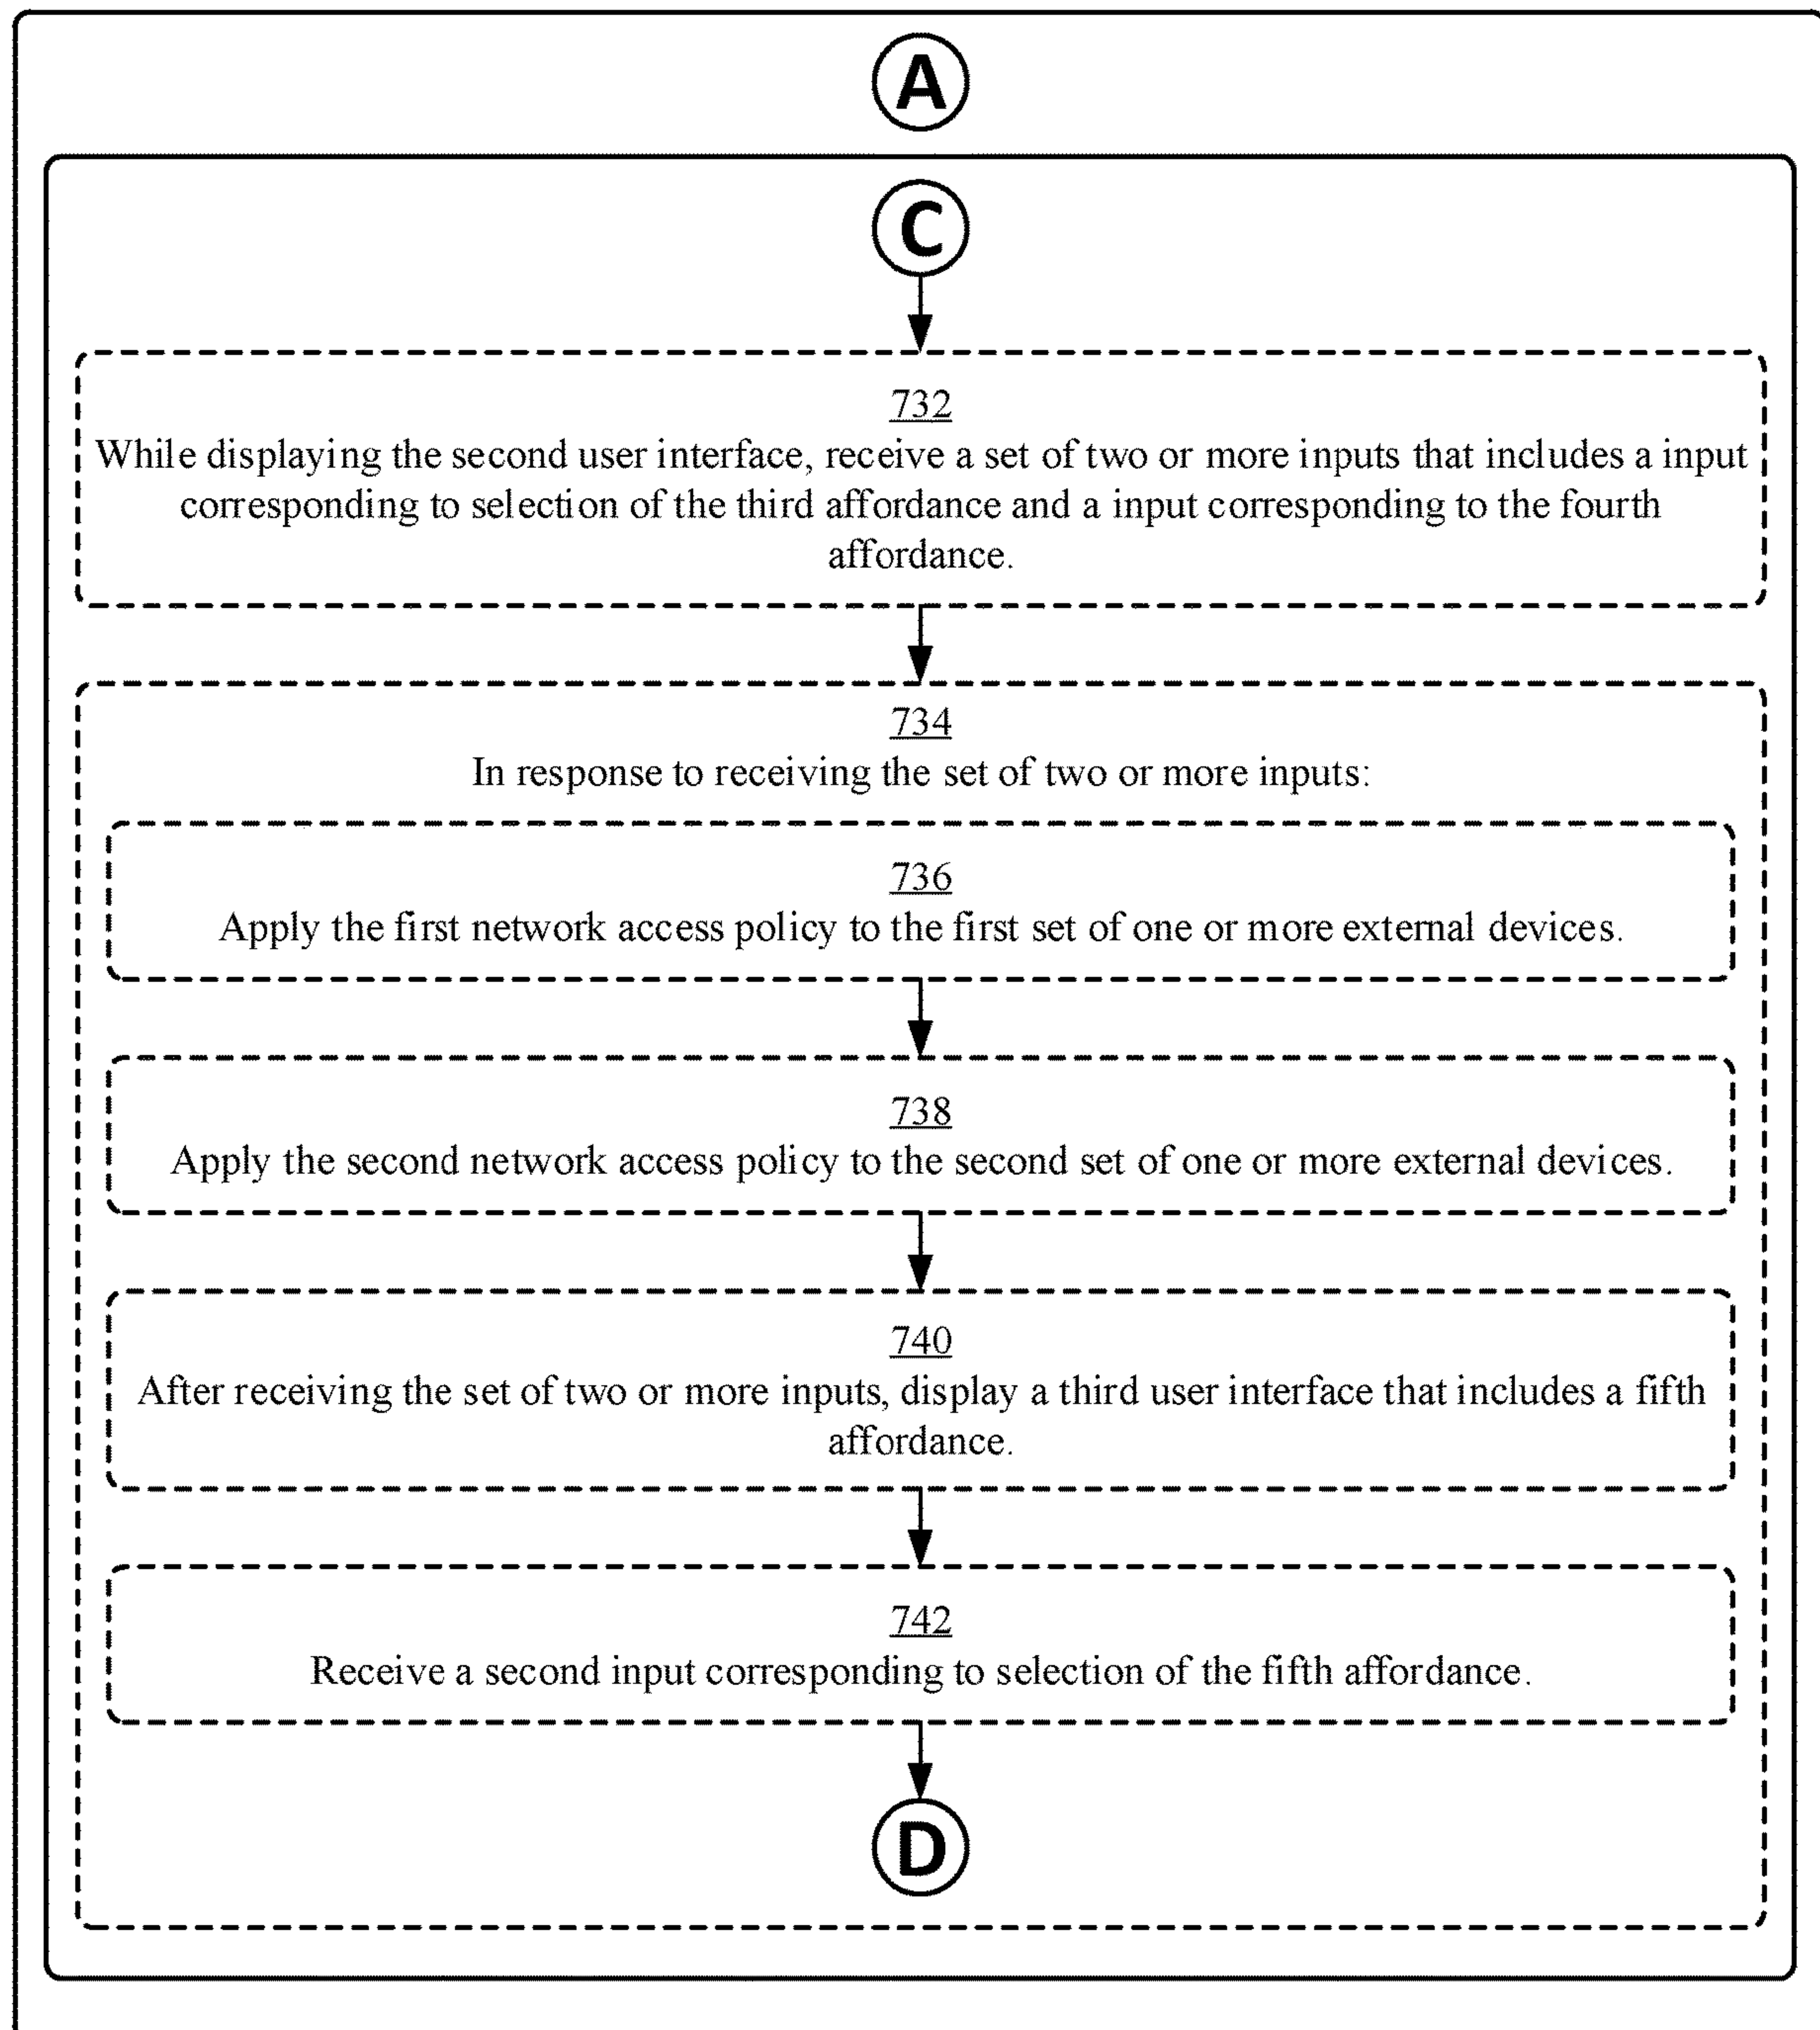 A
C
732
While displaying the second user interface, receive a set of two or more inputs that includes a input
corresponding to selection of the third affordance and a input corresponding to the fourth
affordance.
734
In response to receiving the set of two or more inputs:
736
Apply the first network access policy to the first set of one or more external devices.
738
Apply the second network access policy to the second set of one or more external devices.
740
After receiving the set of two or more inputs, display a third user interface that includes a fifth
affordance.
742
Receive a second input corresponding to selection of the fifth affordance.
D